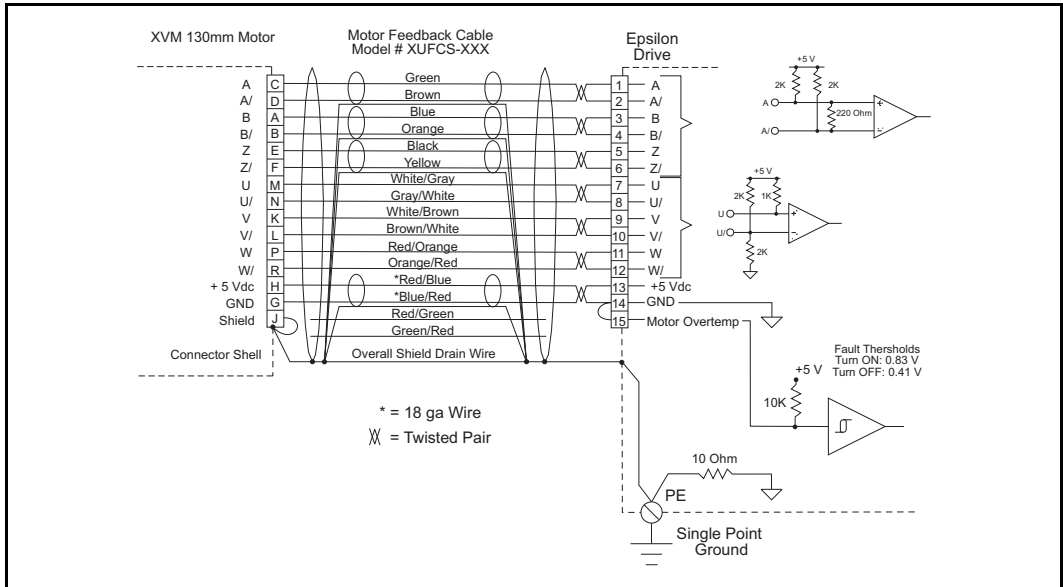 XVM 130mm Motor
Motor Feedback Cable
Model # XUFCS-XXX
Epsilon
Drive
A C Green 1 A
A/ D Brown 2 A/
B A Blue 3 B
B/ B Orange 4 B/
Z E Black 5 Z
Z/ F Yellow 6 Z/
U M White/Gray 7 U
U/ N Gray/White 8 U/
V K White/Brown 9 V
V/ L Brown/White 10 V/
W P Red/Orange 11 W
W/ R Orange/Red 12 W/
+ 5 Vdc H *Red/Blue 13 +5 Vdc
GND G *Blue/Red 14 GND
Shield J Red/Green 15 Motor Overtemp
Green/Red
Connector Shell
Overall Shield Drain Wire
* = 18 ga Wire
= Twisted Pair
+5 V
2K 2K
A
220 Ohm
A/
+
-
+5 V
2K 1K
U
U/
2K
+
-
Fault Thersholds
Turn ON: 0.83 V
Turn OFF: 0.41 V
+5 V
10K
10 Ohm
PE
Single Point
Ground